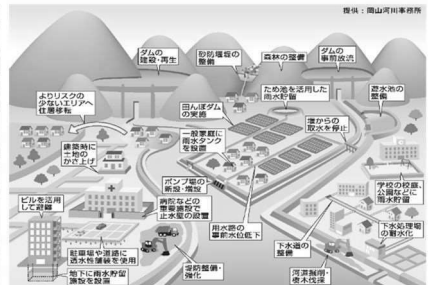 提供：岡山河川事務所
ダムの
建設・再生
砂防堰堤の
整備
森林の整備
ダムの
事前放流
よりリスクの
少ないエリアへ
住居移転
田んぼダム
の実施
ため池を活用した
雨水貯留
遊水池の
整備
建築時に
土地の
かさ上げ
一般家庭に
雨水タンク
を設置
堰からの
取水を停止
ポンプ場の
新設・増設
学校の校庭、
公園などに
雨水貯留
ビルを活用
して避難
病院などの
重要施設で
止水壁の設置
用水路の
事前水位低下
下水道の
整備
下水処理場
の耐水化
駐車場や道路に
透水性舗装を使用
地下に雨水貯留
施設を設置
堤防整備・
強化
河道掘削・
樹木伐採